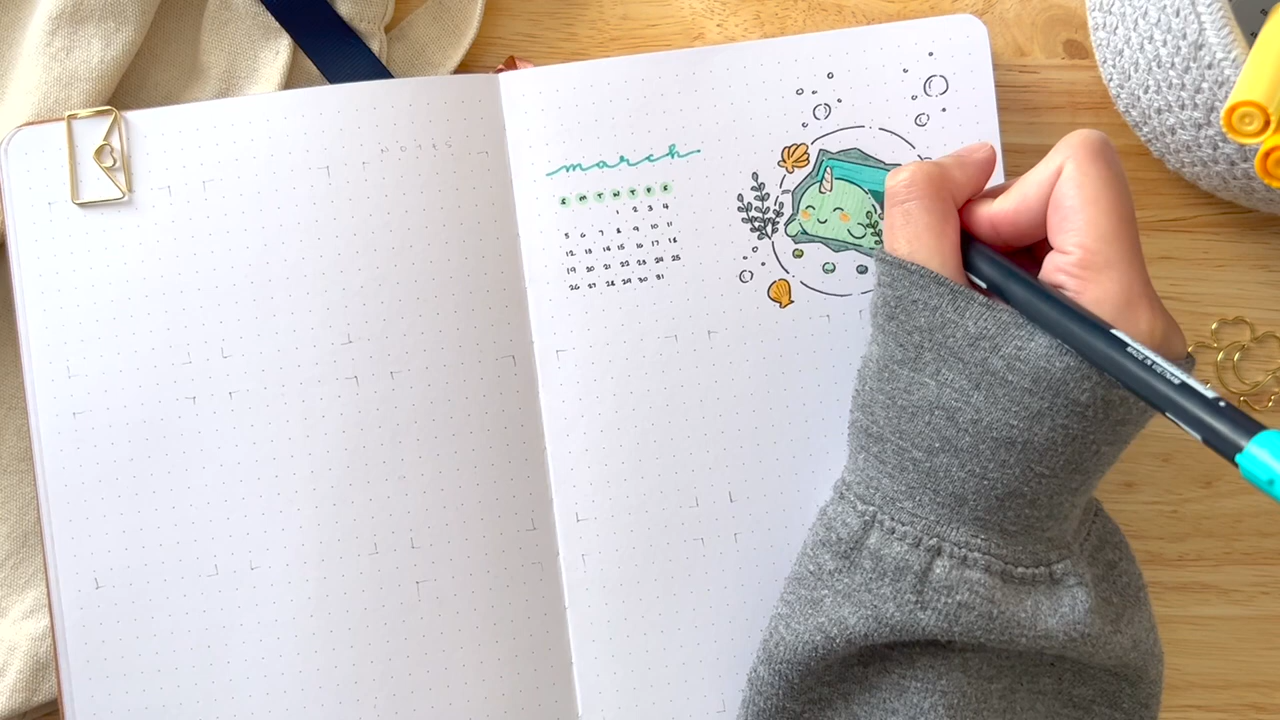 NOTES
march
S M T W T F S
1 2 3 4
5 6 7 8 9 10 11
12 13 14 15 16 17 18
19 20 21 22 23 24 25
26 27 28 29 30 31
MADE IN VIETNAM